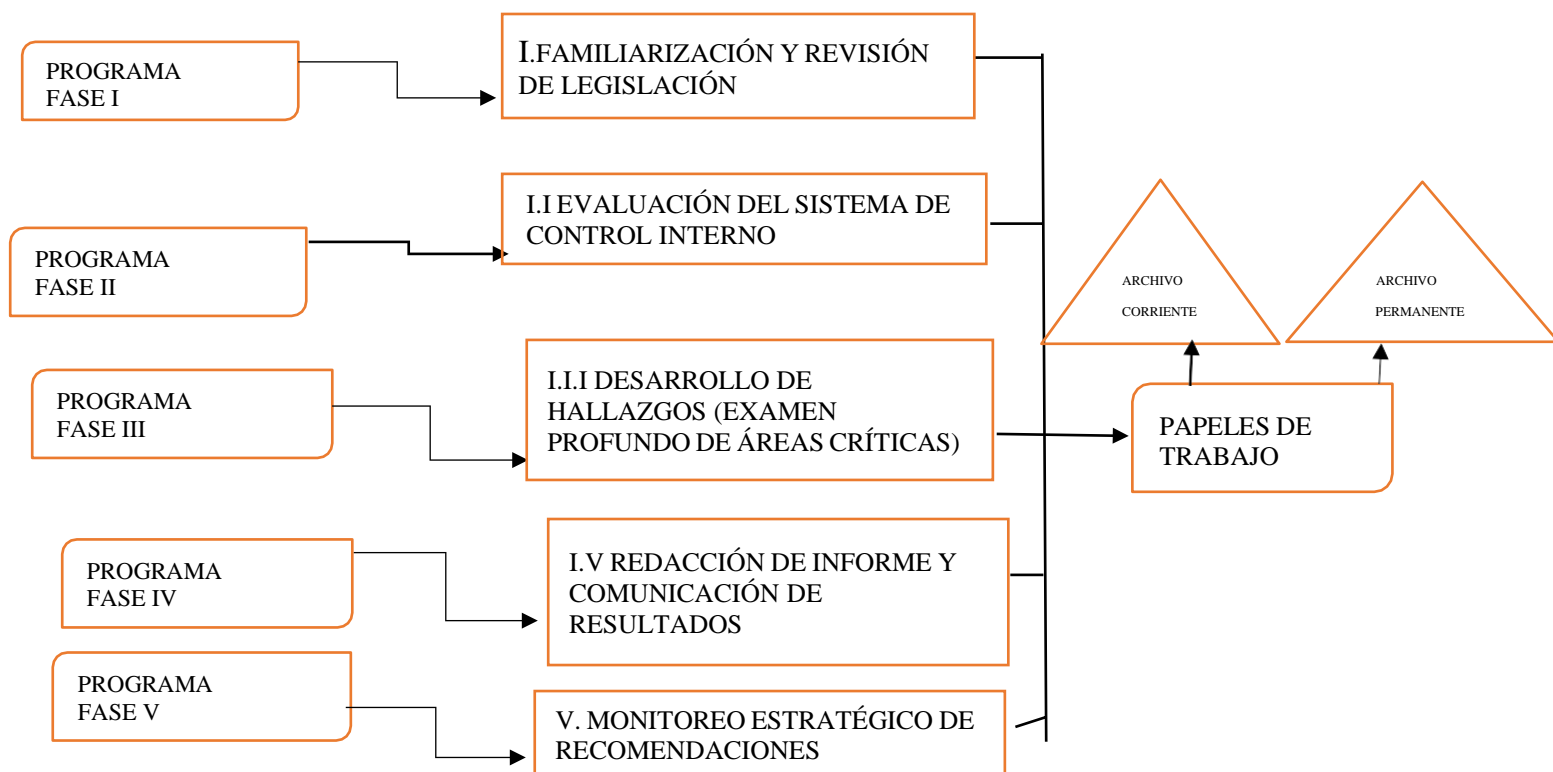 PROGRAMA
FASE I
I.FAMILIARIZACIÓN Y REVISIÓN
DE LEGISLACIÓN
PROGRAMA
FASE II
I.I EVALUACIÓN DEL SISTEMA DE
CONTROL INTERNO
PROGRAMA
FASE III
I.I.I DESARROLLO DE
HALLAZGOS (EXAMEN
PROFUNDO DE ÁREAS CRÍTICAS)
PROGRAMA
FASE IV
I.V REDACCIÓN DE INFORME Y
COMUNICACIÓN DE
RESULTADOS
PROGRAMA
FASE V
V. MONITOREO ESTRATÉGICO DE
RECOMENDACIONES
ARCHIVO
CORRIENTE
ARCHIVO
PERMANENTE
PAPELES DE
TRABAJO